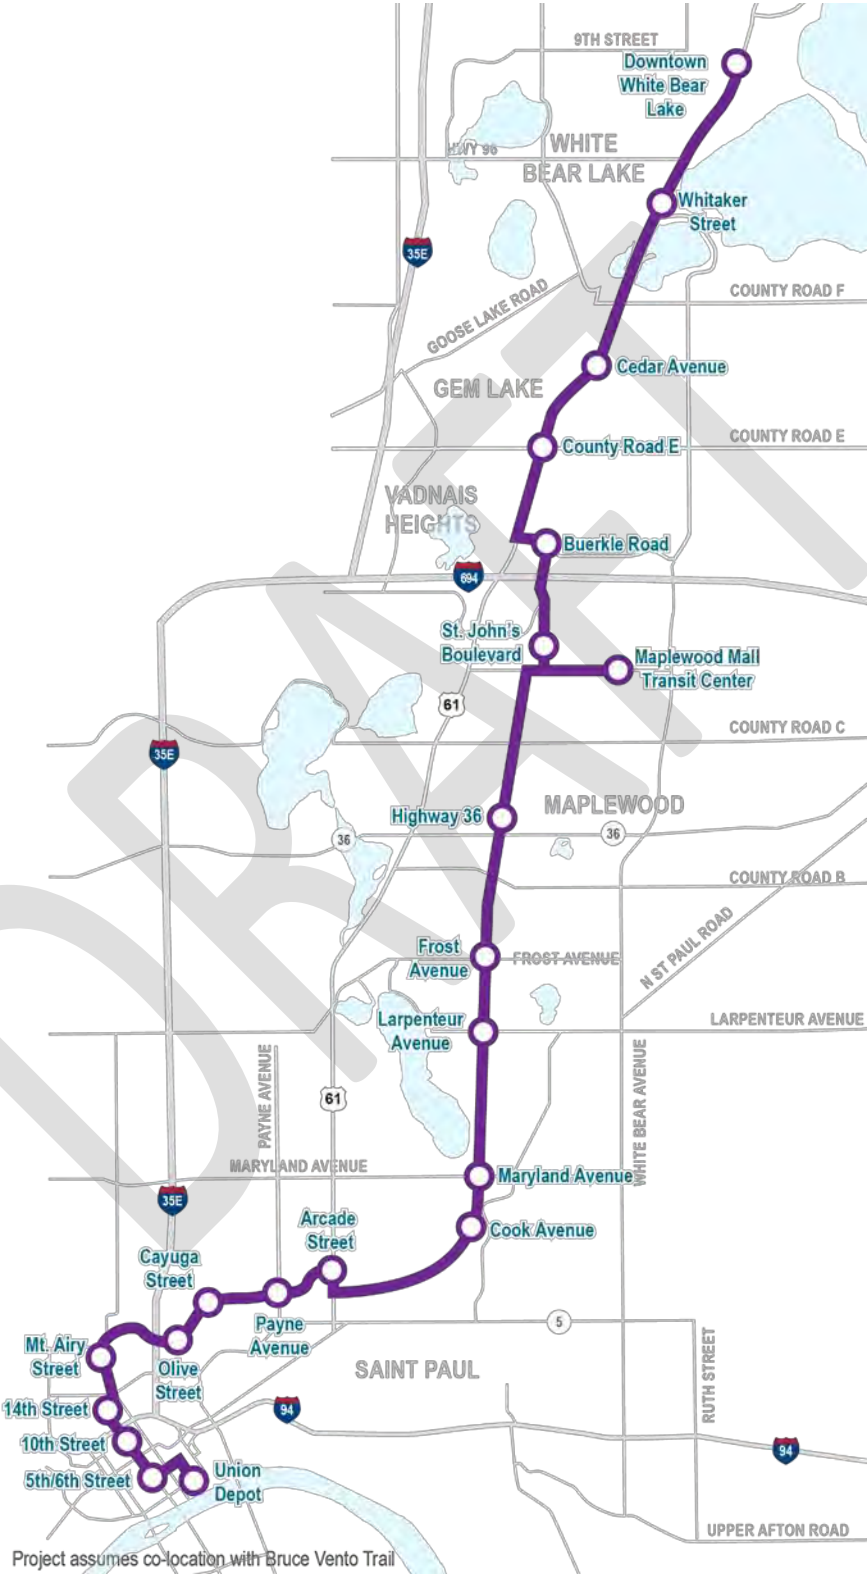 9TH STREET
Downtown
White Bear
Lake
HWY 96
WHITE
BEAR LAKE
Whitaker
Street
35E
COUNTY ROAD F
GOOSE LAKE ROAD
Cedar Avenue
GEM LAKE
COUNTY ROAD E
County Road E
VADNAIS
HEIGHTS
Buerkle Road
694
St. John's
Boulevard
Maplewood Mall
Transit Center
61
COUNTY ROAD C
35E
MAPLEWOOD
Highway 36
36
36
COUNTY ROAD B
Frost
Avenue
FROST AVENUE
N ST PAUL ROAD
Larpenteur
Avenue
LARPENTEUR AVENUE
PAYNE AVENUE
61
WHITE BEAR AVENUE
MARYLAND AVENUE
Maryland Avenue
35E
Arcade
Street
Cook Avenue
Cayuga
Street
Payne
Avenue
5
Mt. Airy
Street
Olive
Street
SAINT PAUL
RUTH STREET
14th Street
94
10th Street
94
5th/6th Street
Union
Depot
UPPER AFTON ROAD
Project assumes co-location with Bruce Vento Trail
DRAFT